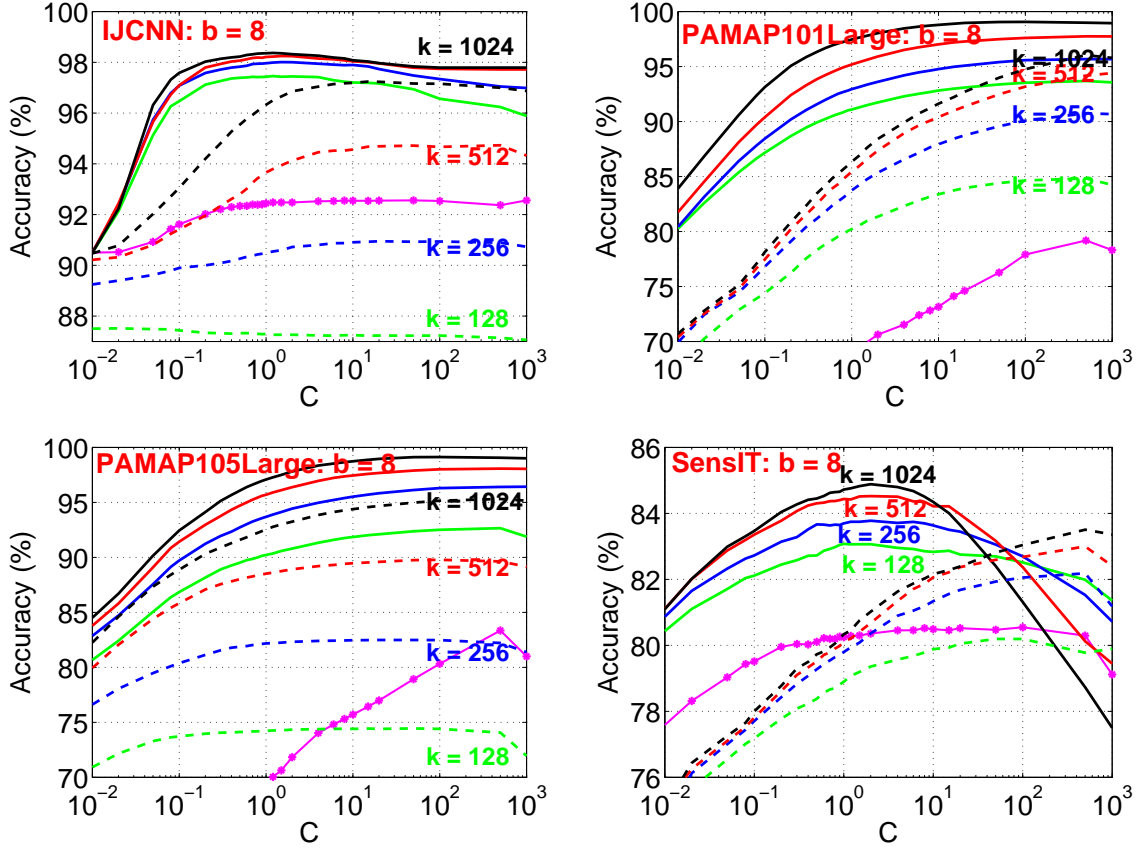 IJCNN: b = 8
k = 1024
k = 512
k = 256
k = 128
100
98
96
94
92
90
88
Accuracy (%)
10^-2 10^-1 10^0 10^1 10^2 10^3
C
PAMAP101Large: b = 8
k = 1024
k = 512
k = 256
k = 128
100
95
90
85
80
75
70
Accuracy (%)
10^-2 10^-1 10^0 10^1 10^2 10^3
C
PAMAP105Large: b = 8
k = 1024
k = 512
k = 256
k = 128
100
95
90
85
80
75
70
Accuracy (%)
10^-2 10^-1 10^0 10^1 10^2 10^3
C
SensIT: b = 8
k = 1024
k = 512
k = 256
k = 128
86
84
82
80
78
76
Accuracy (%)
10^-2 10^-1 10^0 10^1 10^2 10^3
C